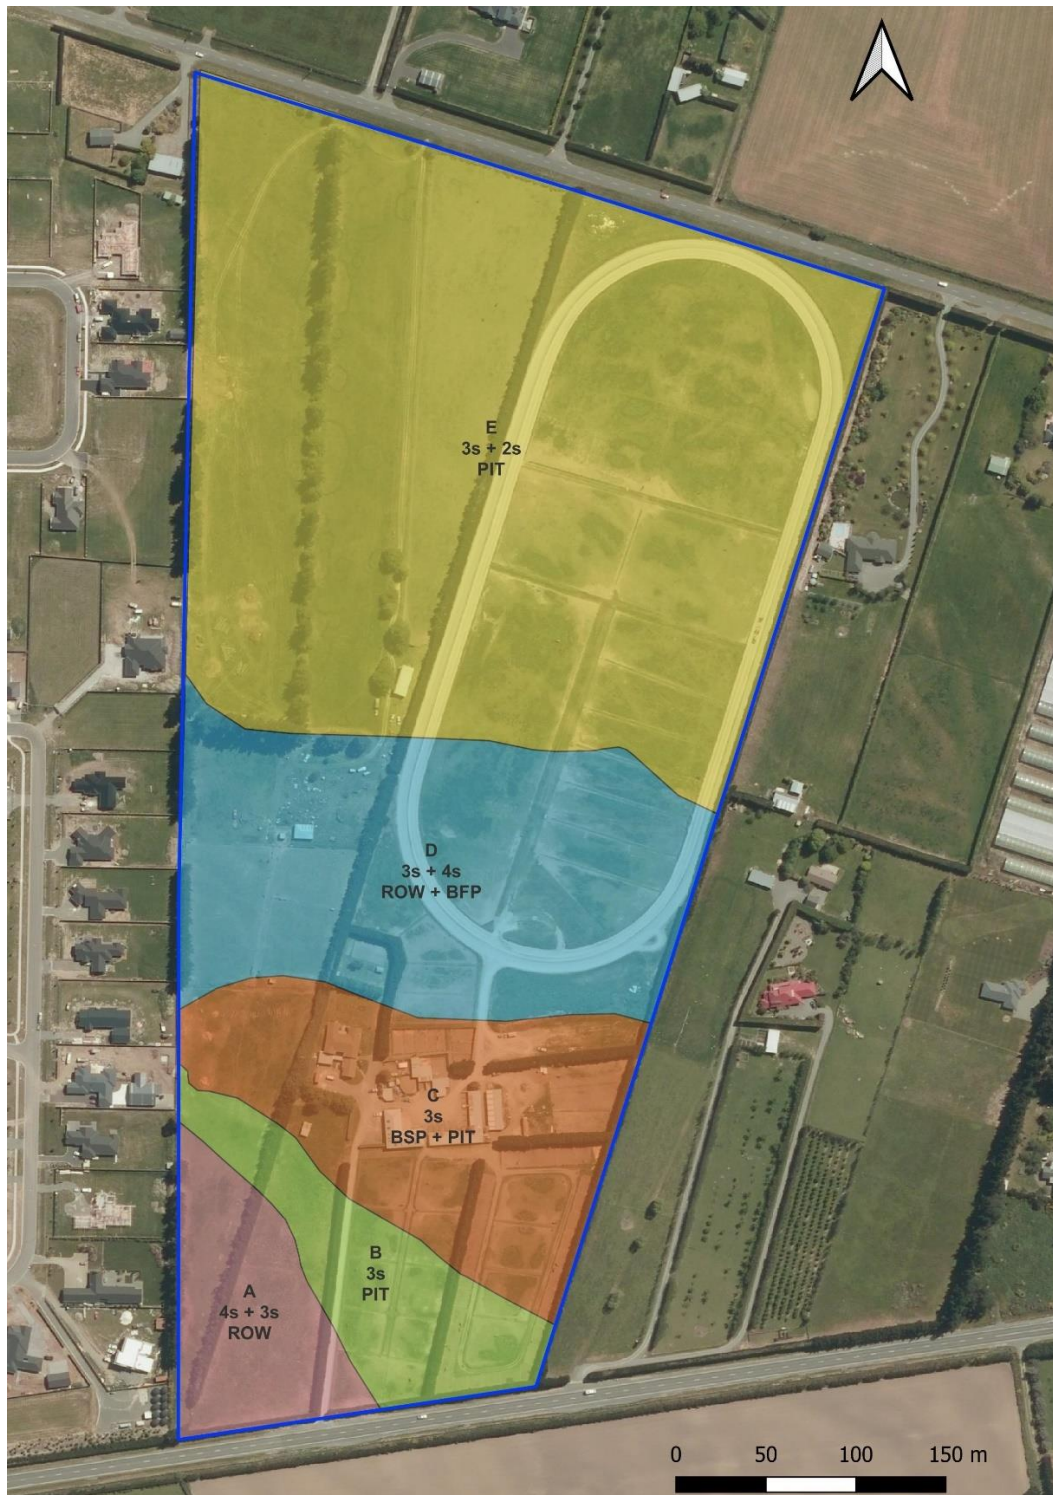 E
3s + 2s
PIT
D
3s + 4s
ROW + BFP
C
3s
BSP + PIT
B
3s
PIT
A
4s + 3s
ROW
0 50 100 150 m